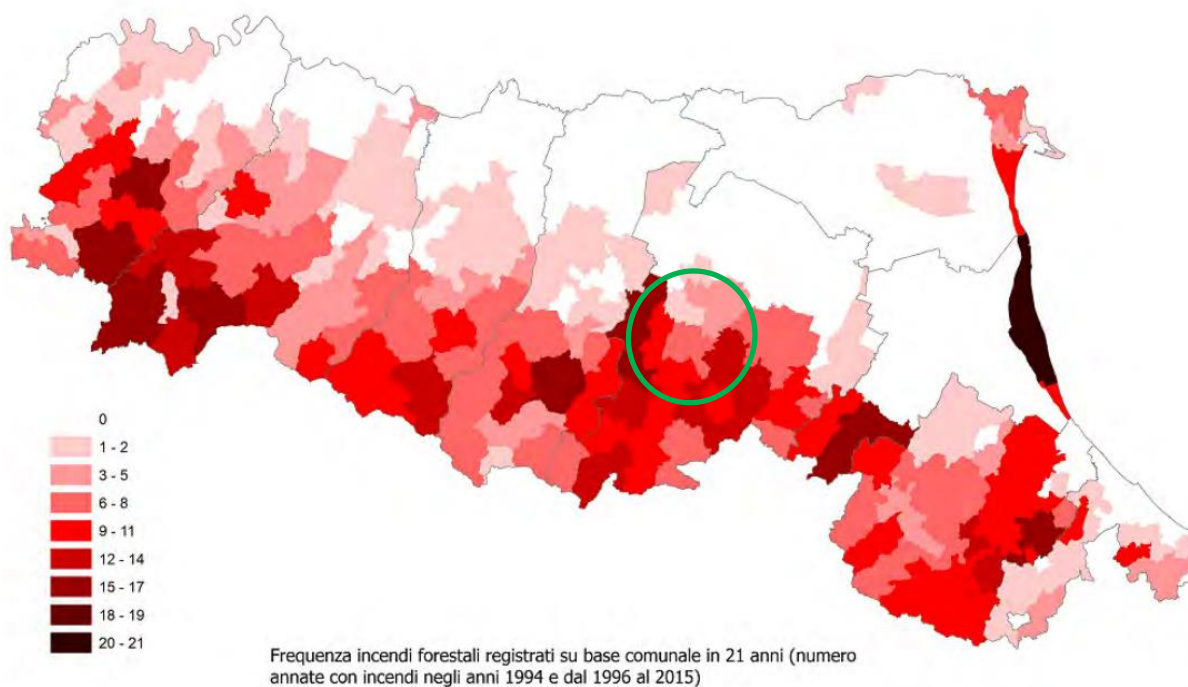 0
1 - 2
3 - 5
6 - 8
9 - 11
12 - 14
15 - 17
18 - 19
20 - 21
Frequenza incendi forestali registrati su base comunale in 21 anni (numero
annate con incendi negli anni 1994 e dal 1996 al 2015)